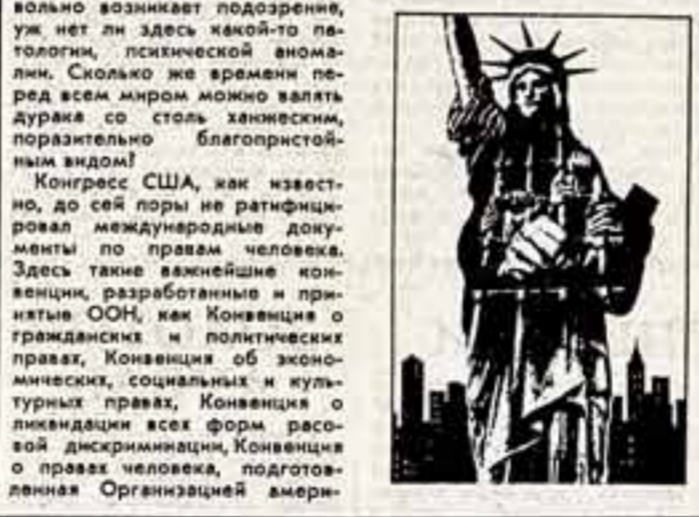 вольно возникает подозрение,
уж нет ли здесь какой-то па-
тологии, психической анома-
лии. Сколько же времени пе-
ред всем миром можно валять
дурака со столь ханжеским,
поразительно благопристой-
ным видом?
Конгресс США, как извест-
но, до сей поры не ратифици-
ровал международные доку-
менты по правам человека.
Здесь такие важнейшие кон-
венции, разработанные и при-
нятые ООН, как Конвенция о
гражданских и политических
правах, Конвенция об эконо-
мических, социальных и куль-
турных правах, Конвенция о
ликвидации всех форм расо-
вой дискриминации, Конвенция
о правах человека, подготов-
ленная Организацией амери-